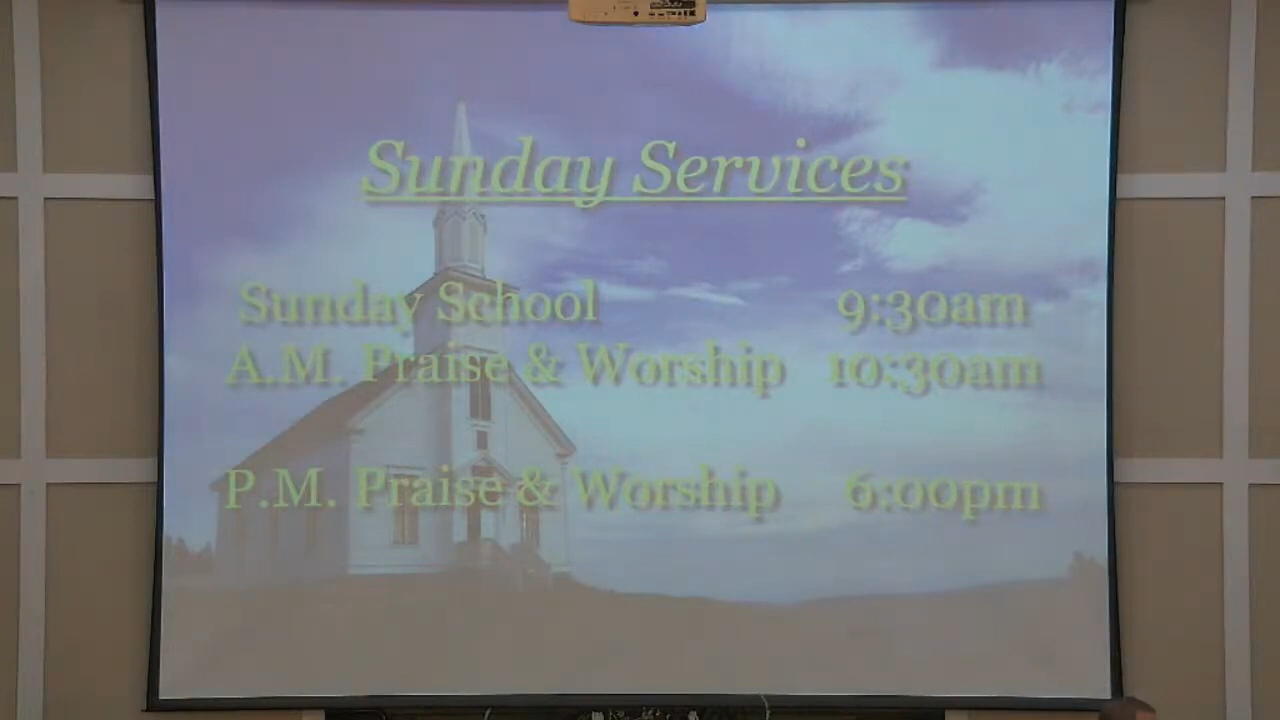 Sunday Services
Sunday School 9:30am
A.M. Praise & Worship 10:30am
P.M. Praise & Worship 6:00pm